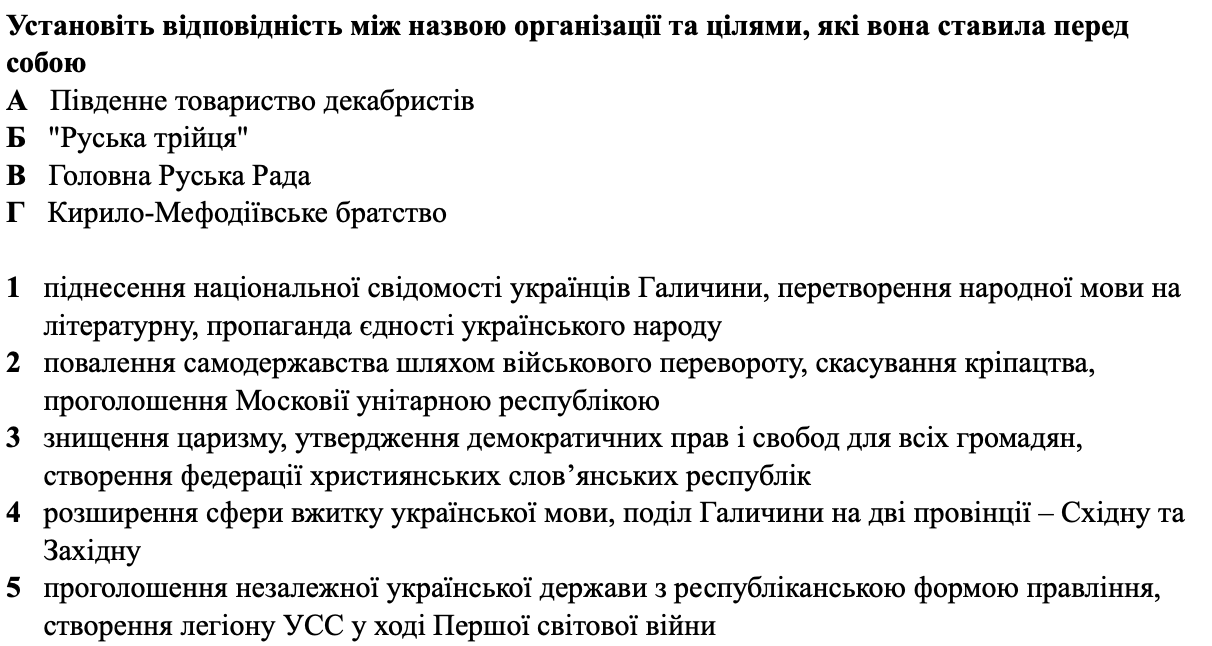 Установіть відповідність між назвою організації та цілями, які вона ставила перед
собою
А Південне товариство декабристів
Б "Руська трійця"
В Головна Руська Рада
Г Кирило-Мефодіївське братство
1 піднесення національної свідомості українців Галичини, перетворення народної мови на
літературну, пропаганда єдності українського народу
2 повалення самодержавства шляхом військового перевороту, скасування кріпацтва,
проголошення Московії унітарною республікою
3 знищення царизму, утвердження демократичних прав і свобод для всіх громадян,
створення федерації християнських слов’янських республік
4 розширення сфери вжитку української мови, поділ Галичини на дві провінції – Східну та
Західну
5 проголошення незалежної української держави з республіканською формою правління,
створення легіону УСС у ході Першої світової війни